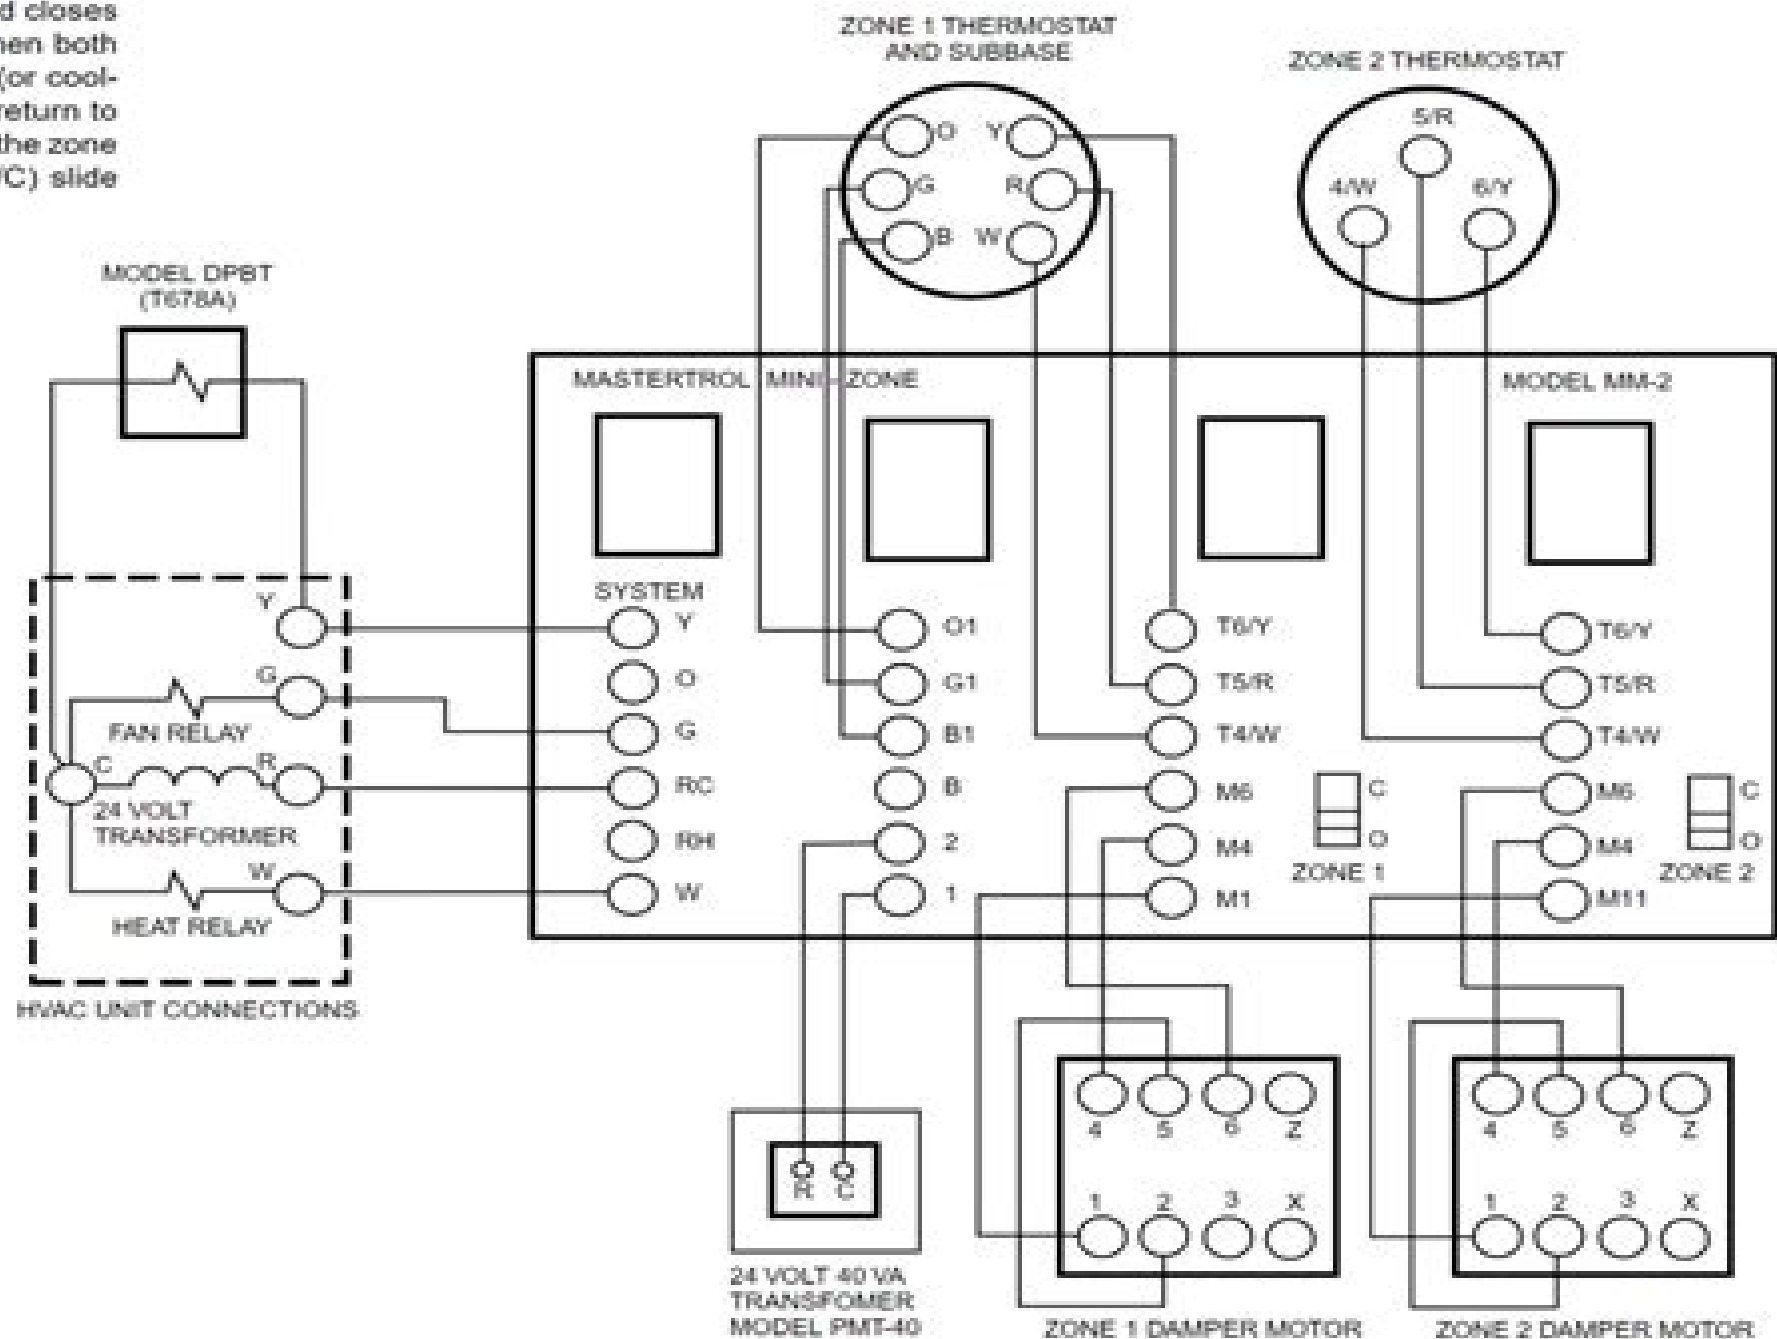 d closes
hen both
(or cool-
return to
the zone
/C) slide
ZONE 1 THERMOSTAT
AND SUBBASE
O Y
G R
B W
ZONE 2 THERMOSTAT
5/R
4/W 6/Y
MODEL DPBT
(T678A)
MASTERTROL MINI-ZONE
MODEL MM-2
Y
G
FAN RELAY
C R
24 VOLT
TRANSFORMER
W
HEAT RELAY
HVAC UNIT CONNECTIONS
SYSTEM
Y
O
G
RC
RH
W
O1
G1
B1
B
2
1
T6/Y
T5/R
T4/W
M6
M4
M1
C
O
ZONE 1
T6/Y
T5/R
T4/W
M6
M4
M11
C
O
ZONE 2
R C
24 VOLT 40 VA
TRANSFOMER
MODEL PMT-40
4 5 6 Z
1 2 3 X
ZONE 1 DAMPER MOTOR
4 5 6 Z
1 2 3 X
ZONE 2 DAMPER MOTOR